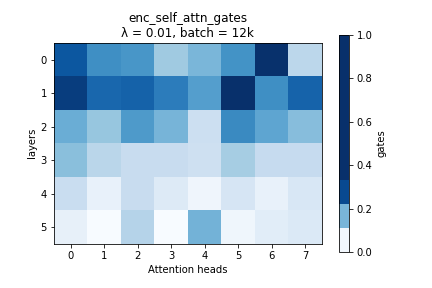 enc_self_attn_gates
λ = 0.01, batch = 12k
layers
0
1
2
3
4
5
0 1 2 3 4 5 6 7
Attention heads
1.0
0.8
0.6
0.4
0.2
0.0
gates